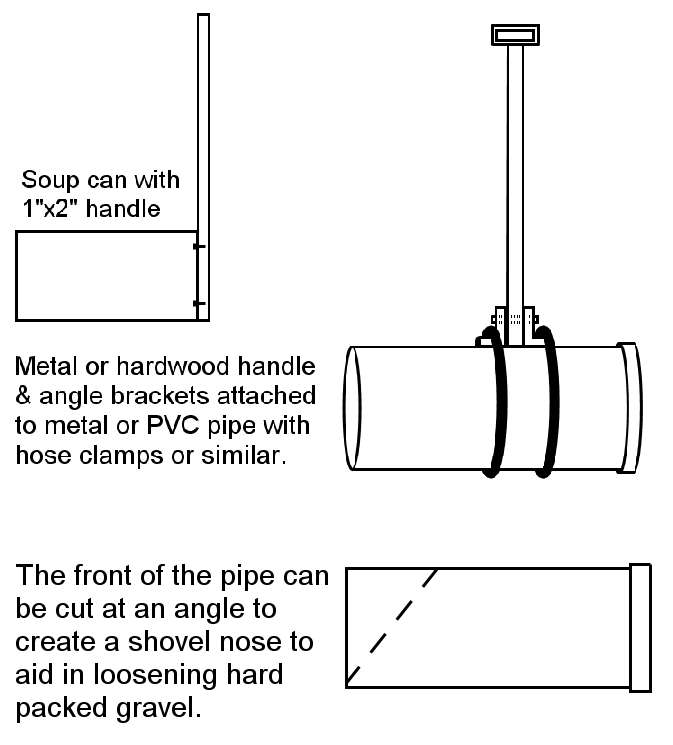 Soup can with
1"x2" handle
Metal or hardwood handle
& angle brackets attached
to metal or PVC pipe with
hose clamps or similar.
The front of the pipe can
be cut at an angle to
create a shovel nose to
aid in loosening hard
packed gravel.